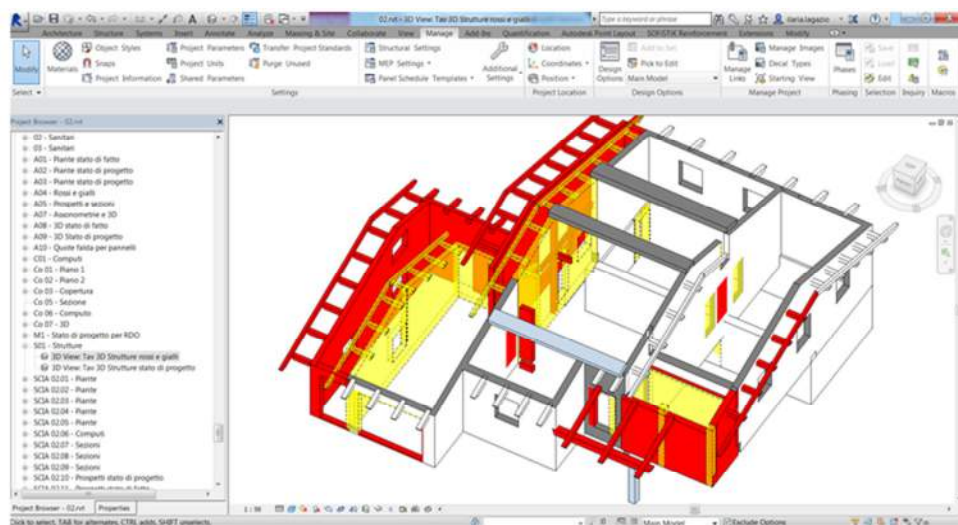 02.rvt - 3D View: Tav 3D Strutture rossi e gialli
Type a keyword or phrase
ilaria.lagazio
Architecture Structure Systems Insert Annotate Analyze Massing & Site Collaborate View Manage Add-Ins Quantification Autodesk Point Layout SOFiSTiK Reinforcement Extensions Modify
Modify
Materials
Object Styles
Snaps
Project Information
Project Parameters
Project Units
Shared Parameters
Transfer Project Standards
Purge Unused
Structural Settings
MEP Settings
Panel Schedule Templates
Additional
Settings
Location
Coordinates
Position
Design
Options
Add to Set
Pick to Edit
Main Model
Manage
Links
Manage Images
Decal Types
Starting View
Phases
Save
Load
Edit
Select
Settings
Project Location
Design Options
Manage Project
Phasing
Selection
Inquiry
Macros
Project Browser - 02.rvt
02 - Sanitari
03 - Sanitari
A01 - Piante stato di fatto
A02 - Piante stato di progetto
A03 - Piante stato di progetto
A04 - Rossi e gialli
A05 - Prospetti e sezioni
A07 - Assonometrie e 3D
A08 - 3D stato di fatto
A09 - 3D Stato di progetto
A10 - Quote falda per pannelli
C01 - Computi
Co 01 - Piano 1
Co 02 - Piano 2
Co 03 - Copertura
Co 05 - Sezione
Co 06 - Computo
Co 07 - 3D
M1 - Stato di progetto per RDO
S01 - Strutture
3D View: Tav 3D Strutture rossi e gialli
3D View: Tav 3D Strutture stato di progetto
SCIA 02.01 - Piante
SCIA 02.02 - Piante
SCIA 02.03 - Piante
SCIA 02.04 - Piante
SCIA 02.05 - Piante
SCIA 02.06 - Computi
SCIA 02.07 - Sezioni
SCIA 02.08 - Sezioni
SCIA 02.09 - Sezioni
SCIA 02.10 - Prospetti stato di progetto
Project Browser - 02.rvt
Properties
Click to select, TAB for alternates, CTRL adds, SHIFT unselects.
Main Model
Exclude Options